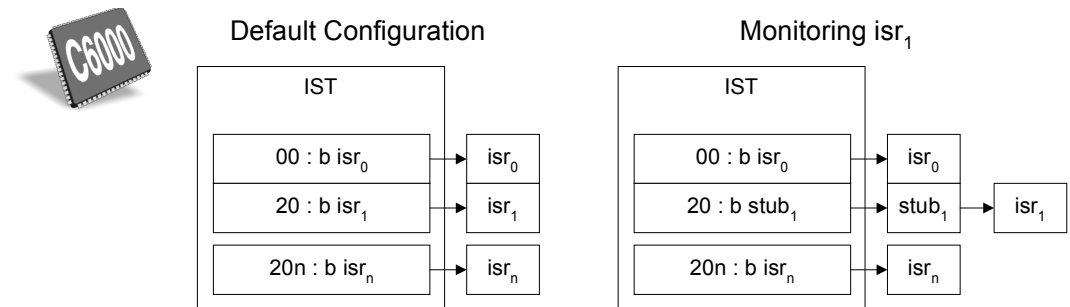 C6000
Default Configuration
IST
00 : b isr₀
isr₀
20 : b isr₁
isr₁
20n : b isrₙ
isrₙ
Monitoring isr₁
IST
00 : b isr₀
isr₀
20 : b stub₁
stub₁
isr₁
20n : b isrₙ
isrₙ